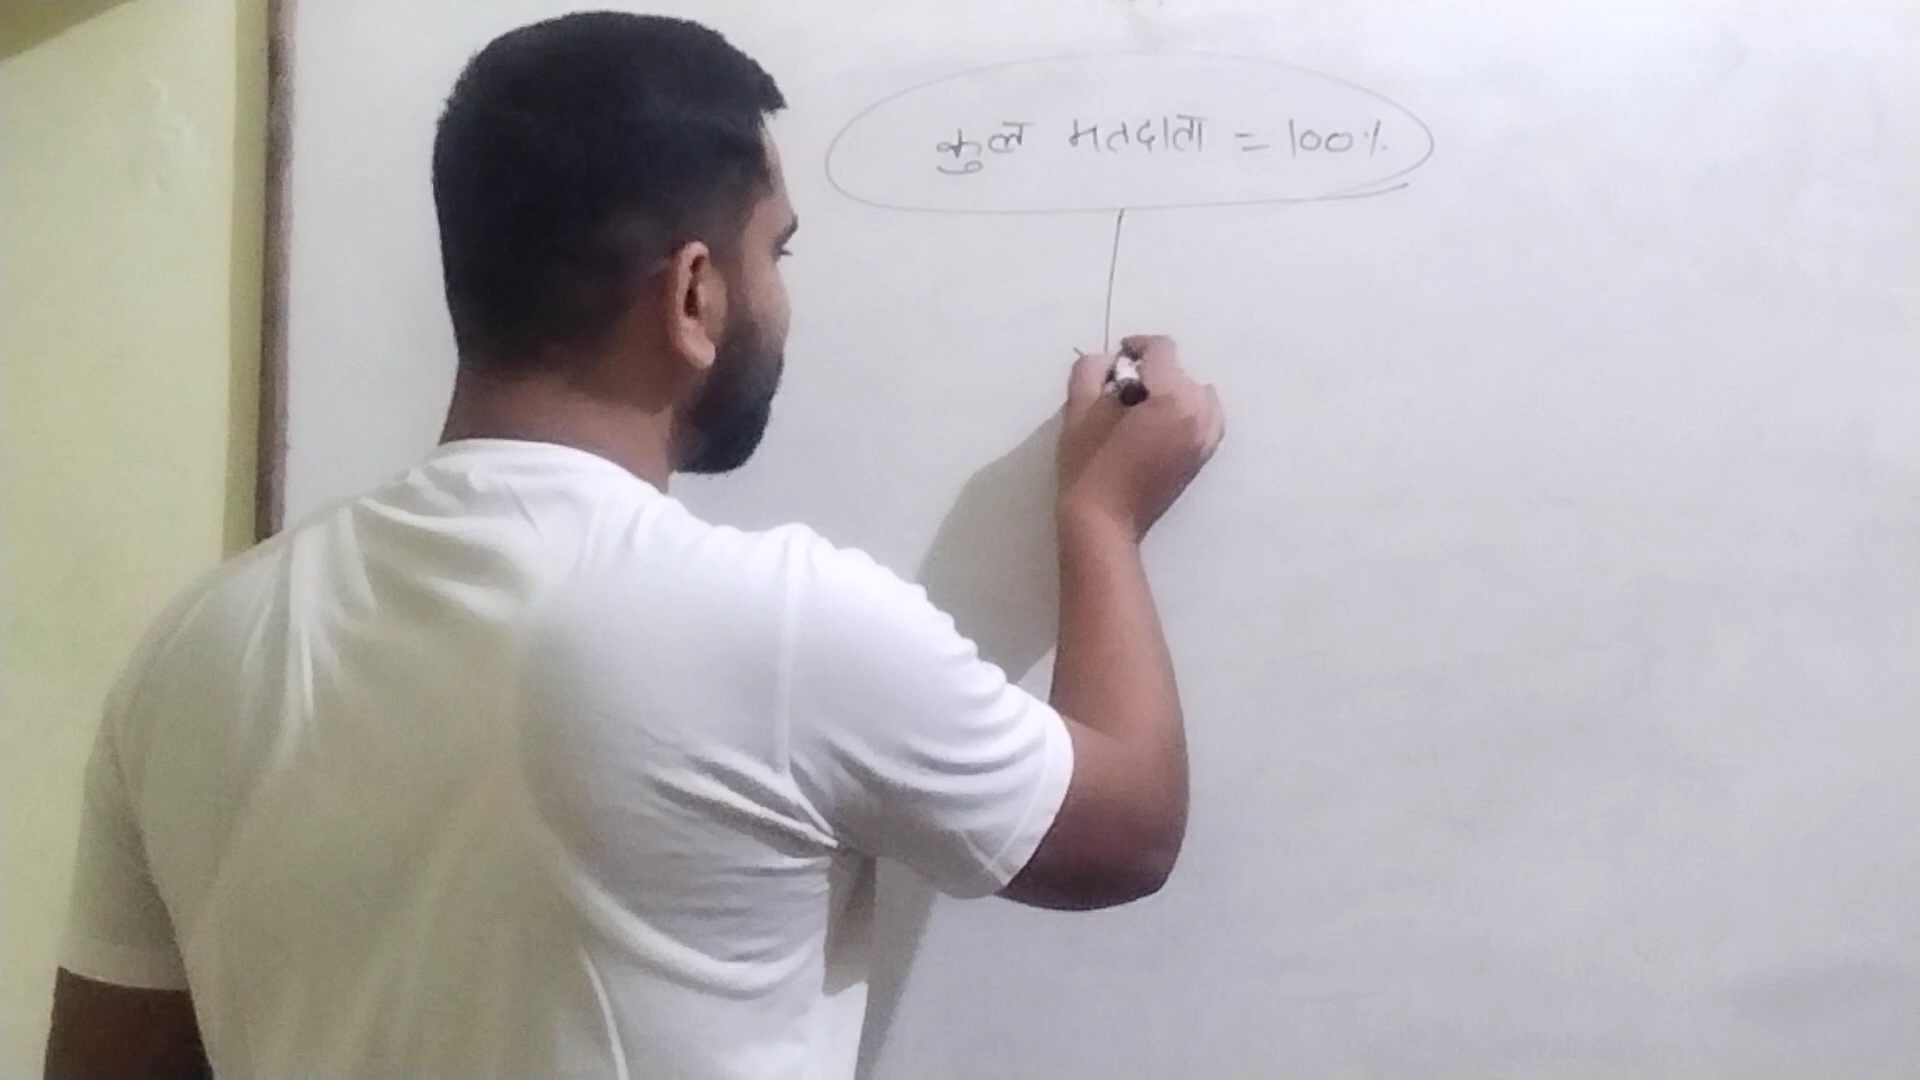 कुल मतदाता = 100%